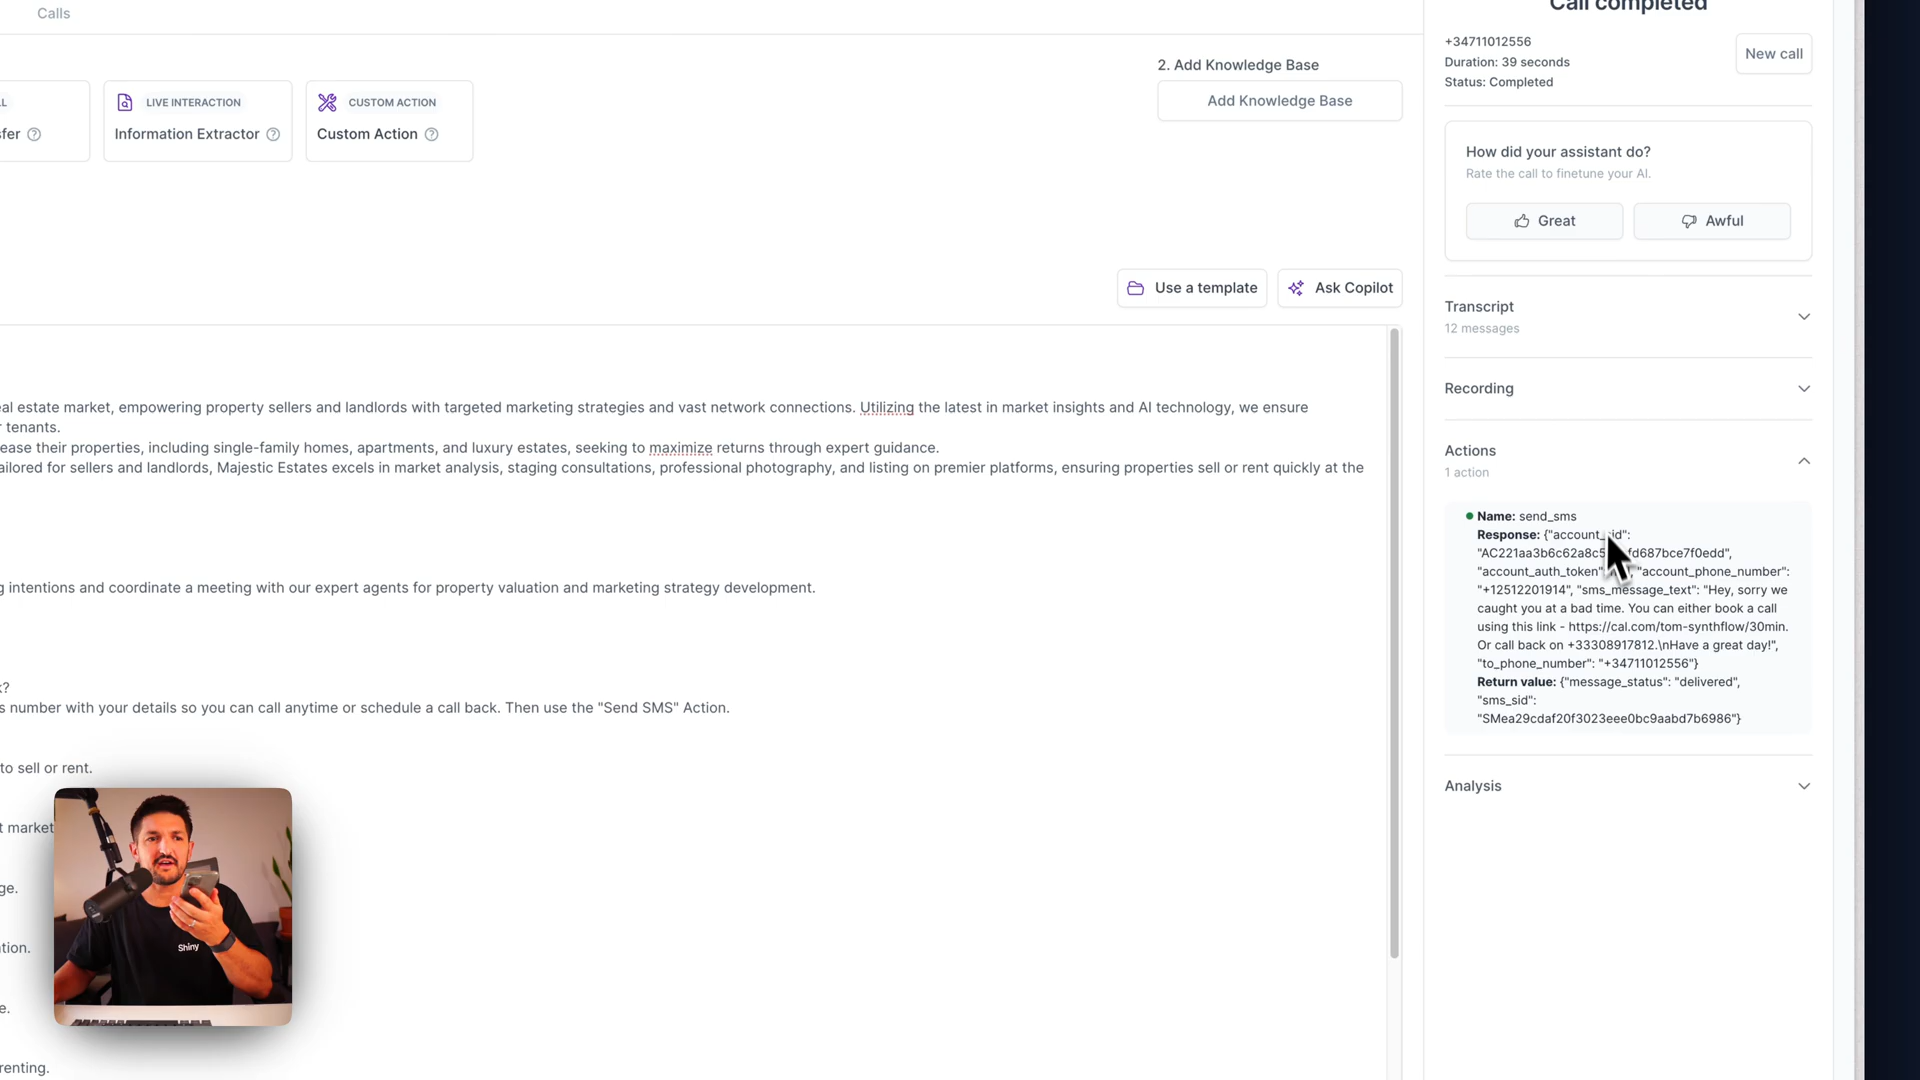 Calls
Call completed
+34711012556
Duration: 39 seconds
Status: Completed
New call
2. Add Knowledge Base
Add Knowledge Base
LIVE INTERACTION
Information Extractor
CUSTOM ACTION
Custom Action
How did your assistant do?
Rate the call to finetune your AI.
Great
Awful
Use a template
Ask Copilot
Transcript
12 messages
Recording
Actions
1 action
Name: send_sms
Response: {"account_sid":
fd687bce7f0edd",
"account_auth_token" "account_phone_number":
"+12512201914", "sms_message_text": "Hey, sorry we
caught you at a bad time. You can either book a call
using this link - https://cal.com/tom-synthflow/30min.
Or call back on +33308917812.\nHave a great day!",
"to_phone_number": "+34711012556"}
Return value: {"message_status": "delivered",
"sms_sid":
"SMea29cdaf20f3023eee0bc9aabd7b6986"}
Analysis
estate market, empowering property sellers and landlords with targeted marketing strategies and vast network connections. Utilizing the latest in market insights and AI technology, we ensure
tenants.
ease their properties, including single-family homes, apartments, and luxury estates, seeking to maximize returns through expert guidance.
ailored for sellers and landlords, Majestic Estates excels in market analysis, staging consultations, professional photography, and listing on premier platforms, ensuring properties sell or rent quickly at the
g intentions and coordinate a meeting with our expert agents for property valuation and marketing strategy development.
s number with your details so you can call anytime or schedule a call back. Then use the "Send SMS" Action.
to sell or rent.
t market
ge.
tion.
e.
renting.
Shiny